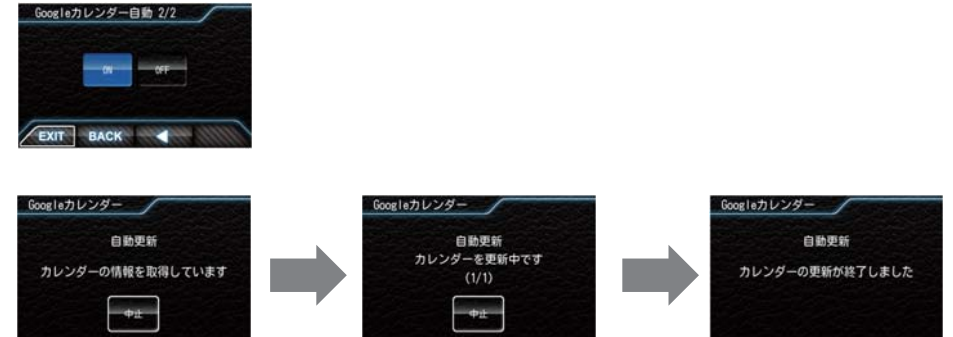 Googleカレンダー自動 2/2
ON OFF
EXIT BACK
Googleカレンダー
自動更新
カレンダーの情報を取得しています
中止
Googleカレンダー
自動更新
カレンダーを更新中です
(1/1)
中止
Googleカレンダー
自動更新
カレンダーの更新が終了しました